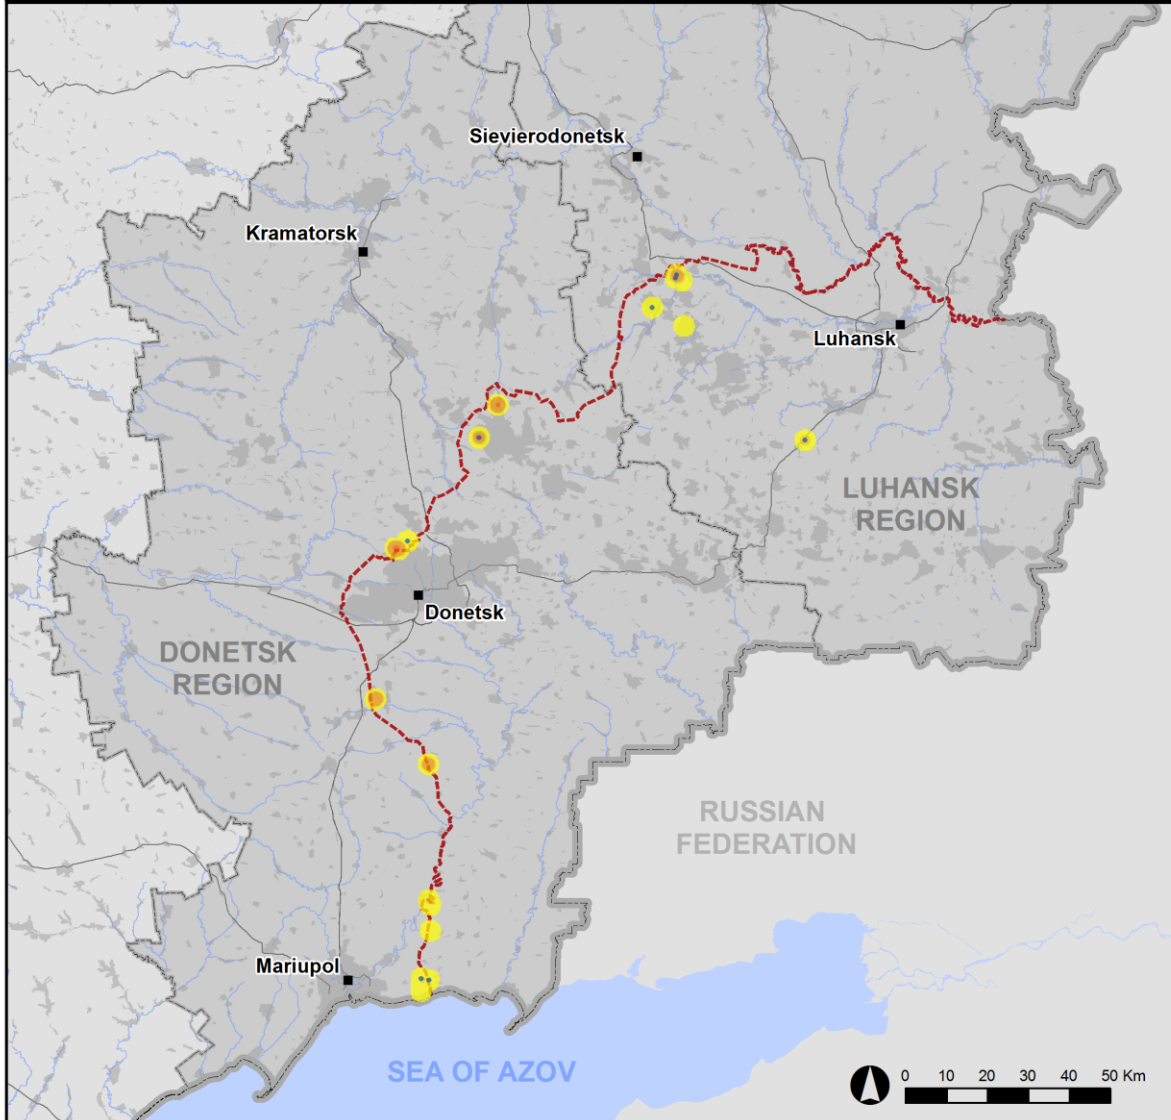 Sievierodonetsk
Kramatorsk
Luhansk
LUHANSK
REGION
Donetsk
DONETSK
REGION
RUSSIAN
FEDERATION
Mariupol
SEA OF AZOV
0 10 20 30 40 50 Km